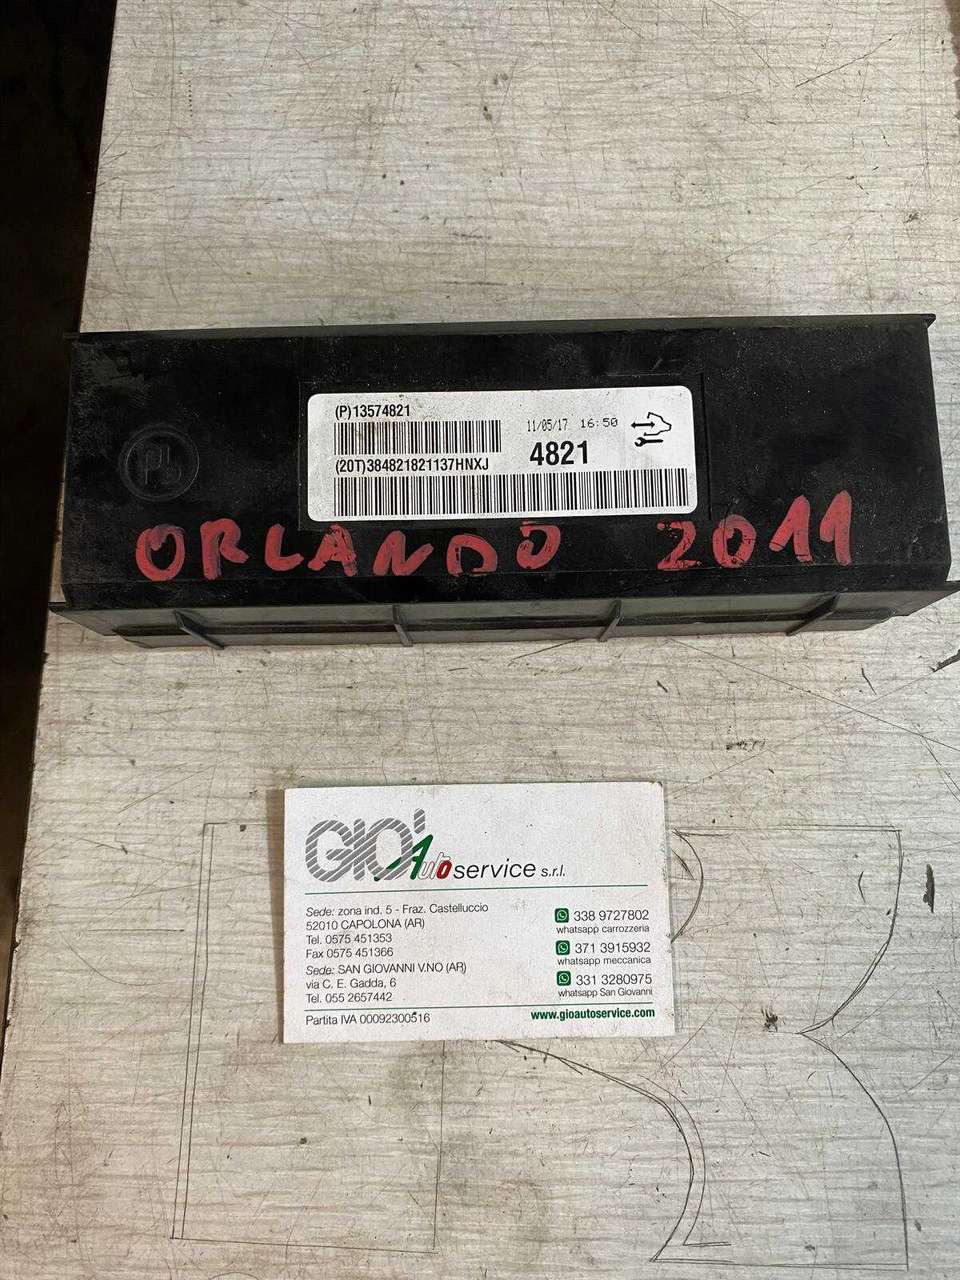 (P)13574821
11/05/17 16:50
4821
(20T)384821821137HNXJ
Pb
ORLANDO 2011
GIO' Autoservice s.r.l.
Sede: zona ind. 5 - Fraz. Castelluccio
52010 CAPOLONA (AR)
Tel. 0575 451353
Fax 0575 451366
Sede: SAN GIOVANNI V.NO (AR)
via C. E. Gadda, 6
Tel. 055 2657442
Partita IVA 00092300516
338 9727802
whatsapp carrozzeria
371 3915932
whatsapp meccanica
331 3280975
whatsapp San Giovanni
www.gioautoservice.com